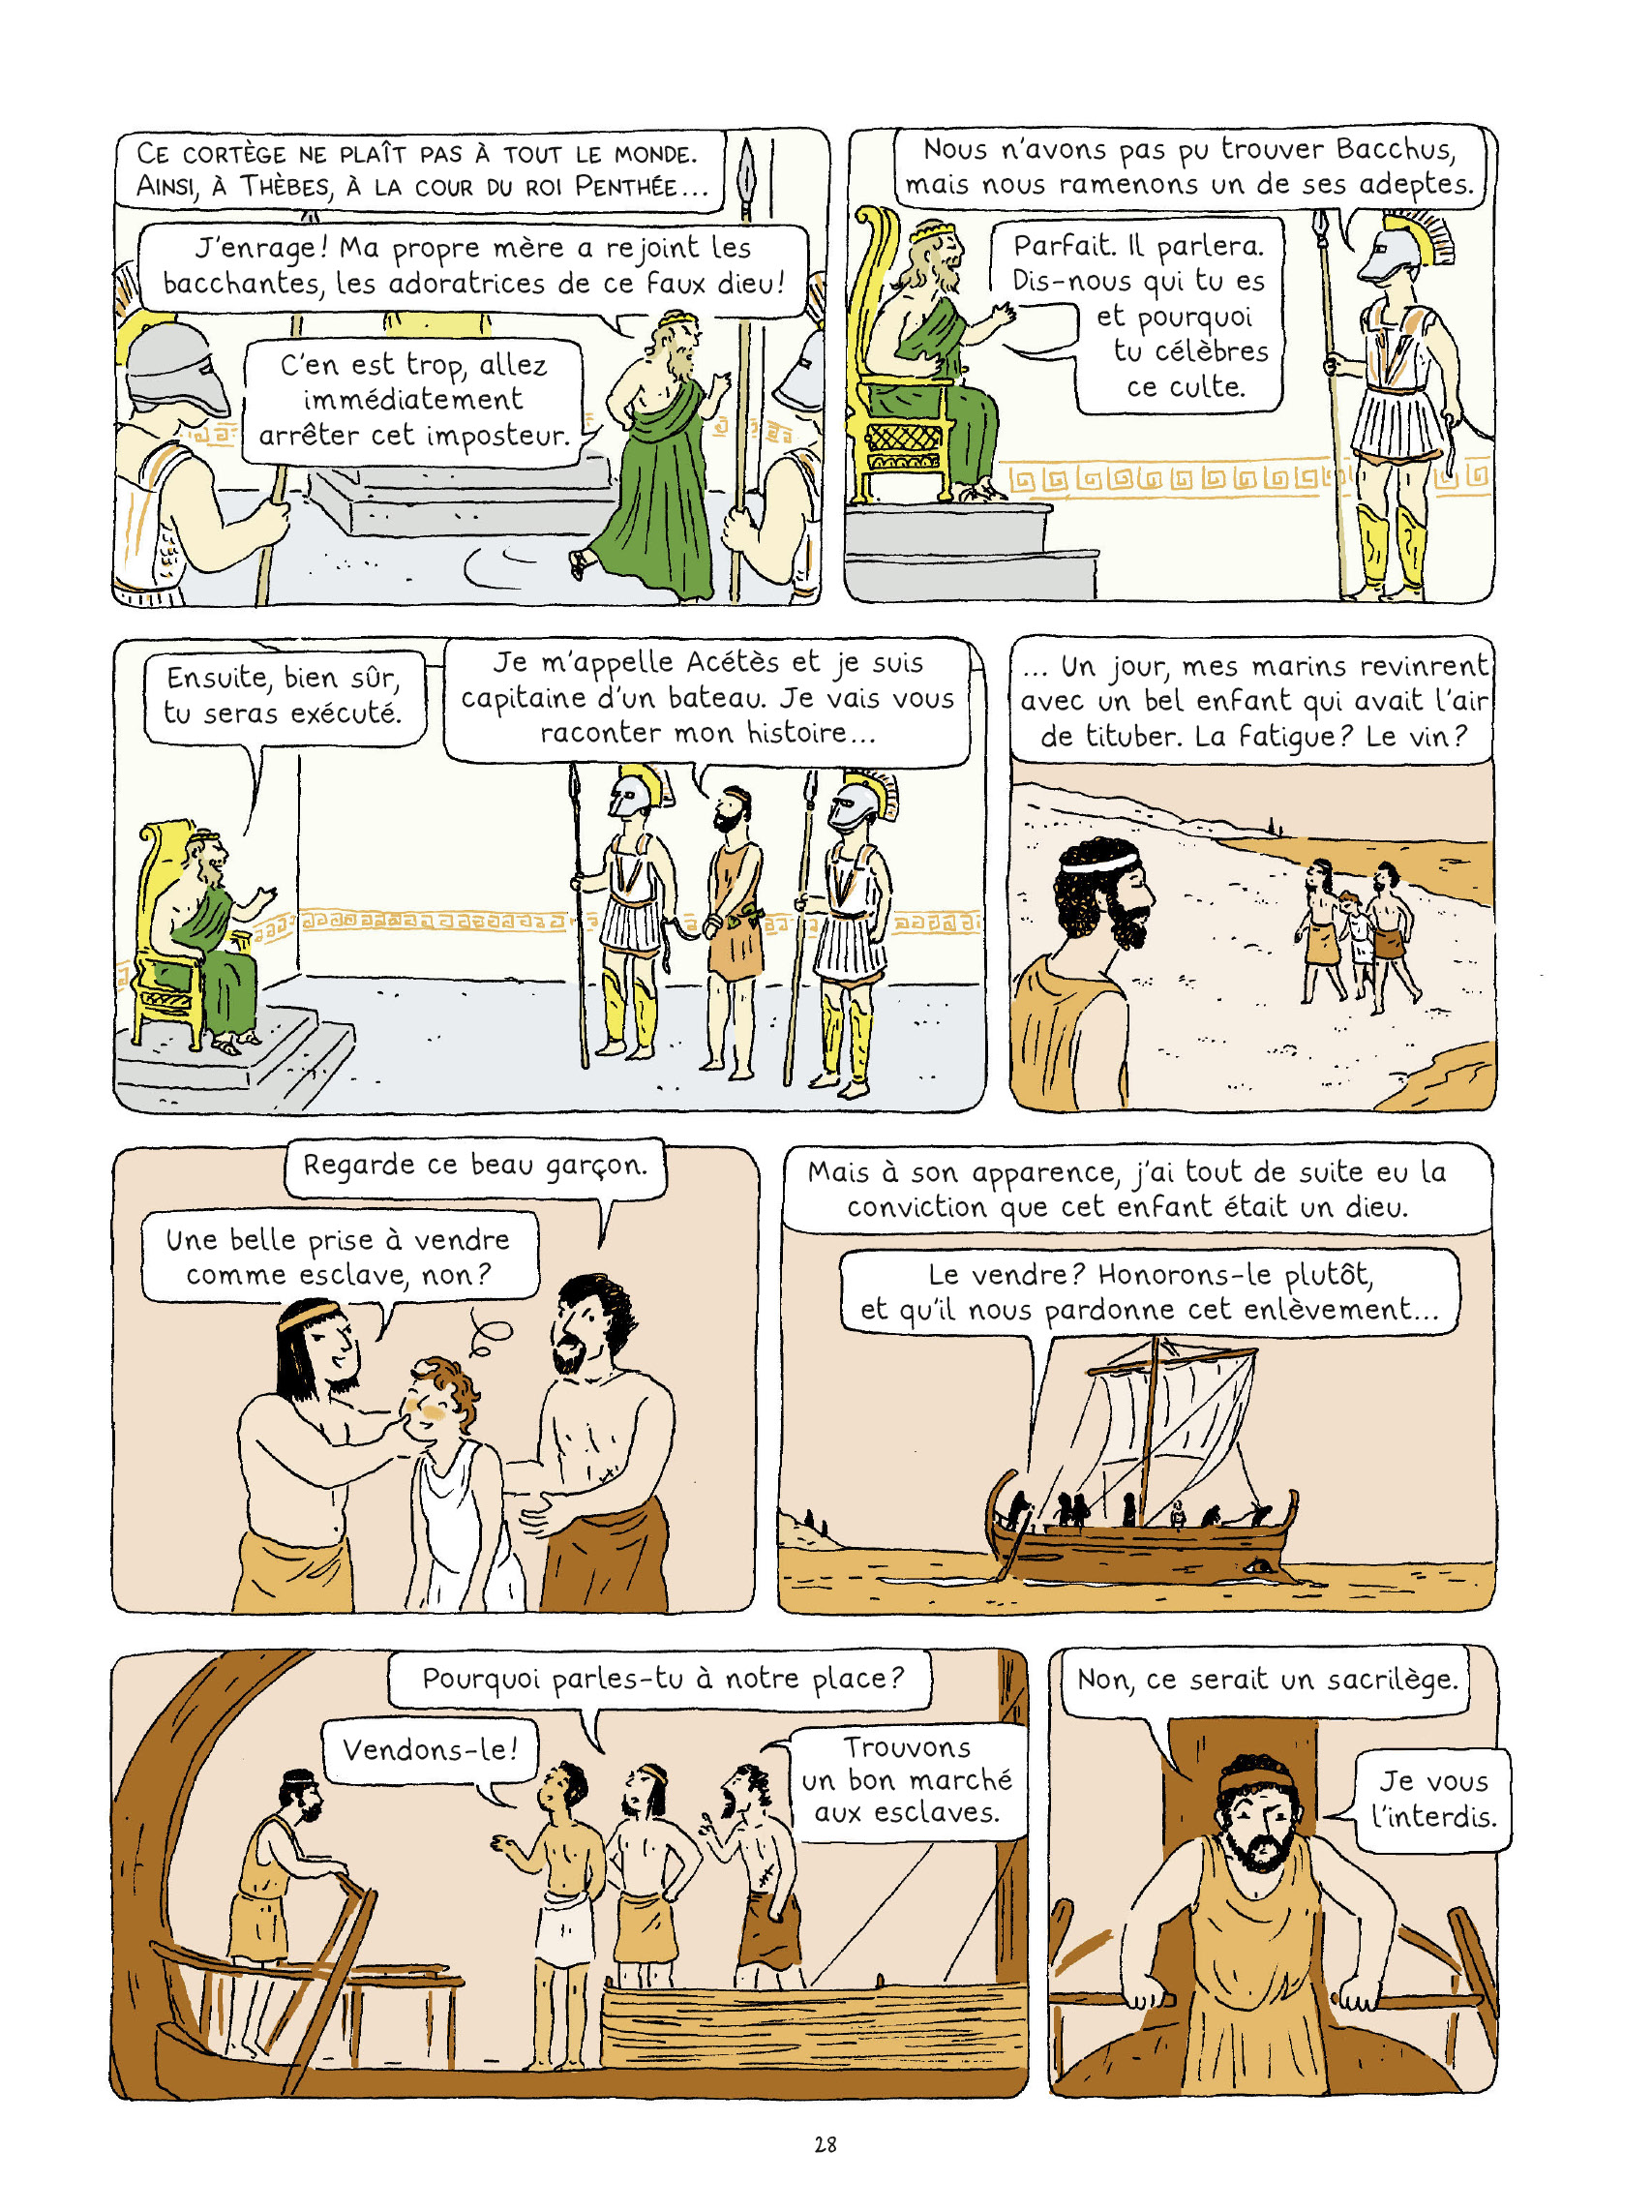 CE CORTÈGE NE PLAÎT PAS À TOUT LE MONDE.
AINSI, À THÈBES, À LA COUR DU ROI PENTHÉE...
J'enrage! Ma propre mère a rejoint les
bacchantes, les adoratrices de ce faux dieu!
C'en est trop, allez
immédiatement
arrêter cet imposteur.
Nous n'avons pas pu trouver Bacchus,
mais nous ramenons un de ses adeptes.
Parfait. Il parlera.
Dis-nous qui tu es
et pourquoi
tu célèbres
ce culte.
Ensuite, bien sûr,
tu seras exécuté.
Je m'appelle Acétès et je suis
capitaine d'un bateau. Je vais vous
raconter mon histoire...
... Un jour, mes marins revinrent
avec un bel enfant qui avait l'air
de tituber. La fatigue? Le vin?
Regarde ce beau garçon.
Une belle prise à vendre
comme esclave, non?
Mais à son apparence, j'ai tout de suite eu la
conviction que cet enfant était un dieu.
Le vendre? Honorons-le plutôt,
et qu'il nous pardonne cet enlèvement...
Pourquoi parles-tu à notre place?
Vendons-le!
Trouvons
un bon marché
aux esclaves.
Non, ce serait un sacrilège.
Je vous
l'interdis.
28